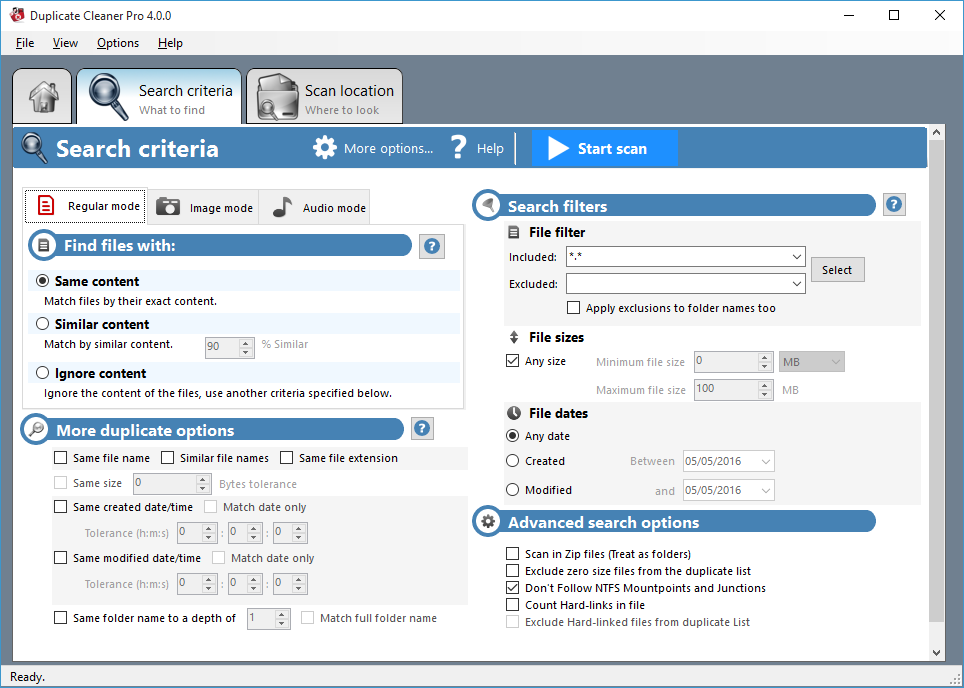 Duplicate Cleaner Pro 4.0.0
File View Options Help
Search criteria
What to find
Scan location
Where to look
Search criteria
More options...
? Help
Start scan
Regular mode
Image mode
Audio mode
Find files with:
?
Same content
Match files by their exact content.
Similar content
Match by similar content. 90 % Similar
Ignore content
Ignore the content of the files, use another criteria specified below.
More duplicate options
?
Same file name Similar file names Same file extension
Same size 0 Bytes tolerance
Same created date/time Match date only
Tolerance (h:m:s) 0 : 0 : 0
Same modified date/time Match date only
Tolerance (h:m:s) 0 : 0 : 0
Same folder name to a depth of 1 Match full folder name
Search filters
?
File filter
Included: *.*
Excluded:
Select
Apply exclusions to folder names too
File sizes
Any size Minimum file size 0 MB
Maximum file size 100 MB
File dates
Any date
Created Between 05/05/2016
Modified and 05/05/2016
Advanced search options
Scan in Zip files (Treat as folders)
Exclude zero size files from the duplicate list
Don't Follow NTFS Mountpoints and Junctions
Count Hard-links in file
Exclude Hard-linked files from duplicate List
Ready.